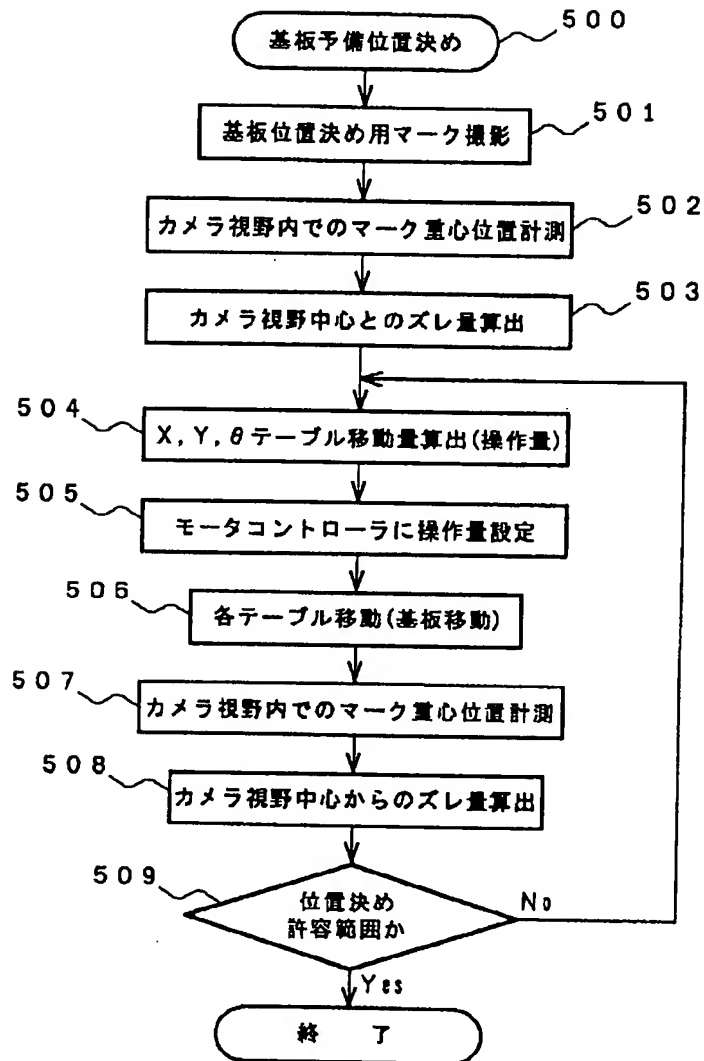 基板予備位置決め
500
基板位置決め用マーク撮影
501
カメラ視野内でのマーク重心位置計測
502
カメラ視野中心とのズレ量算出
503
504
X,Y,θテーブル移動量算出(操作量)
505
モータコントローラに操作量設定
506
各テーブル移動(基板移動)
507
カメラ視野内でのマーク重心位置計測
508
カメラ視野中心からのズレ量算出
509
位置決め
許容範囲か
No
Yes
終 了